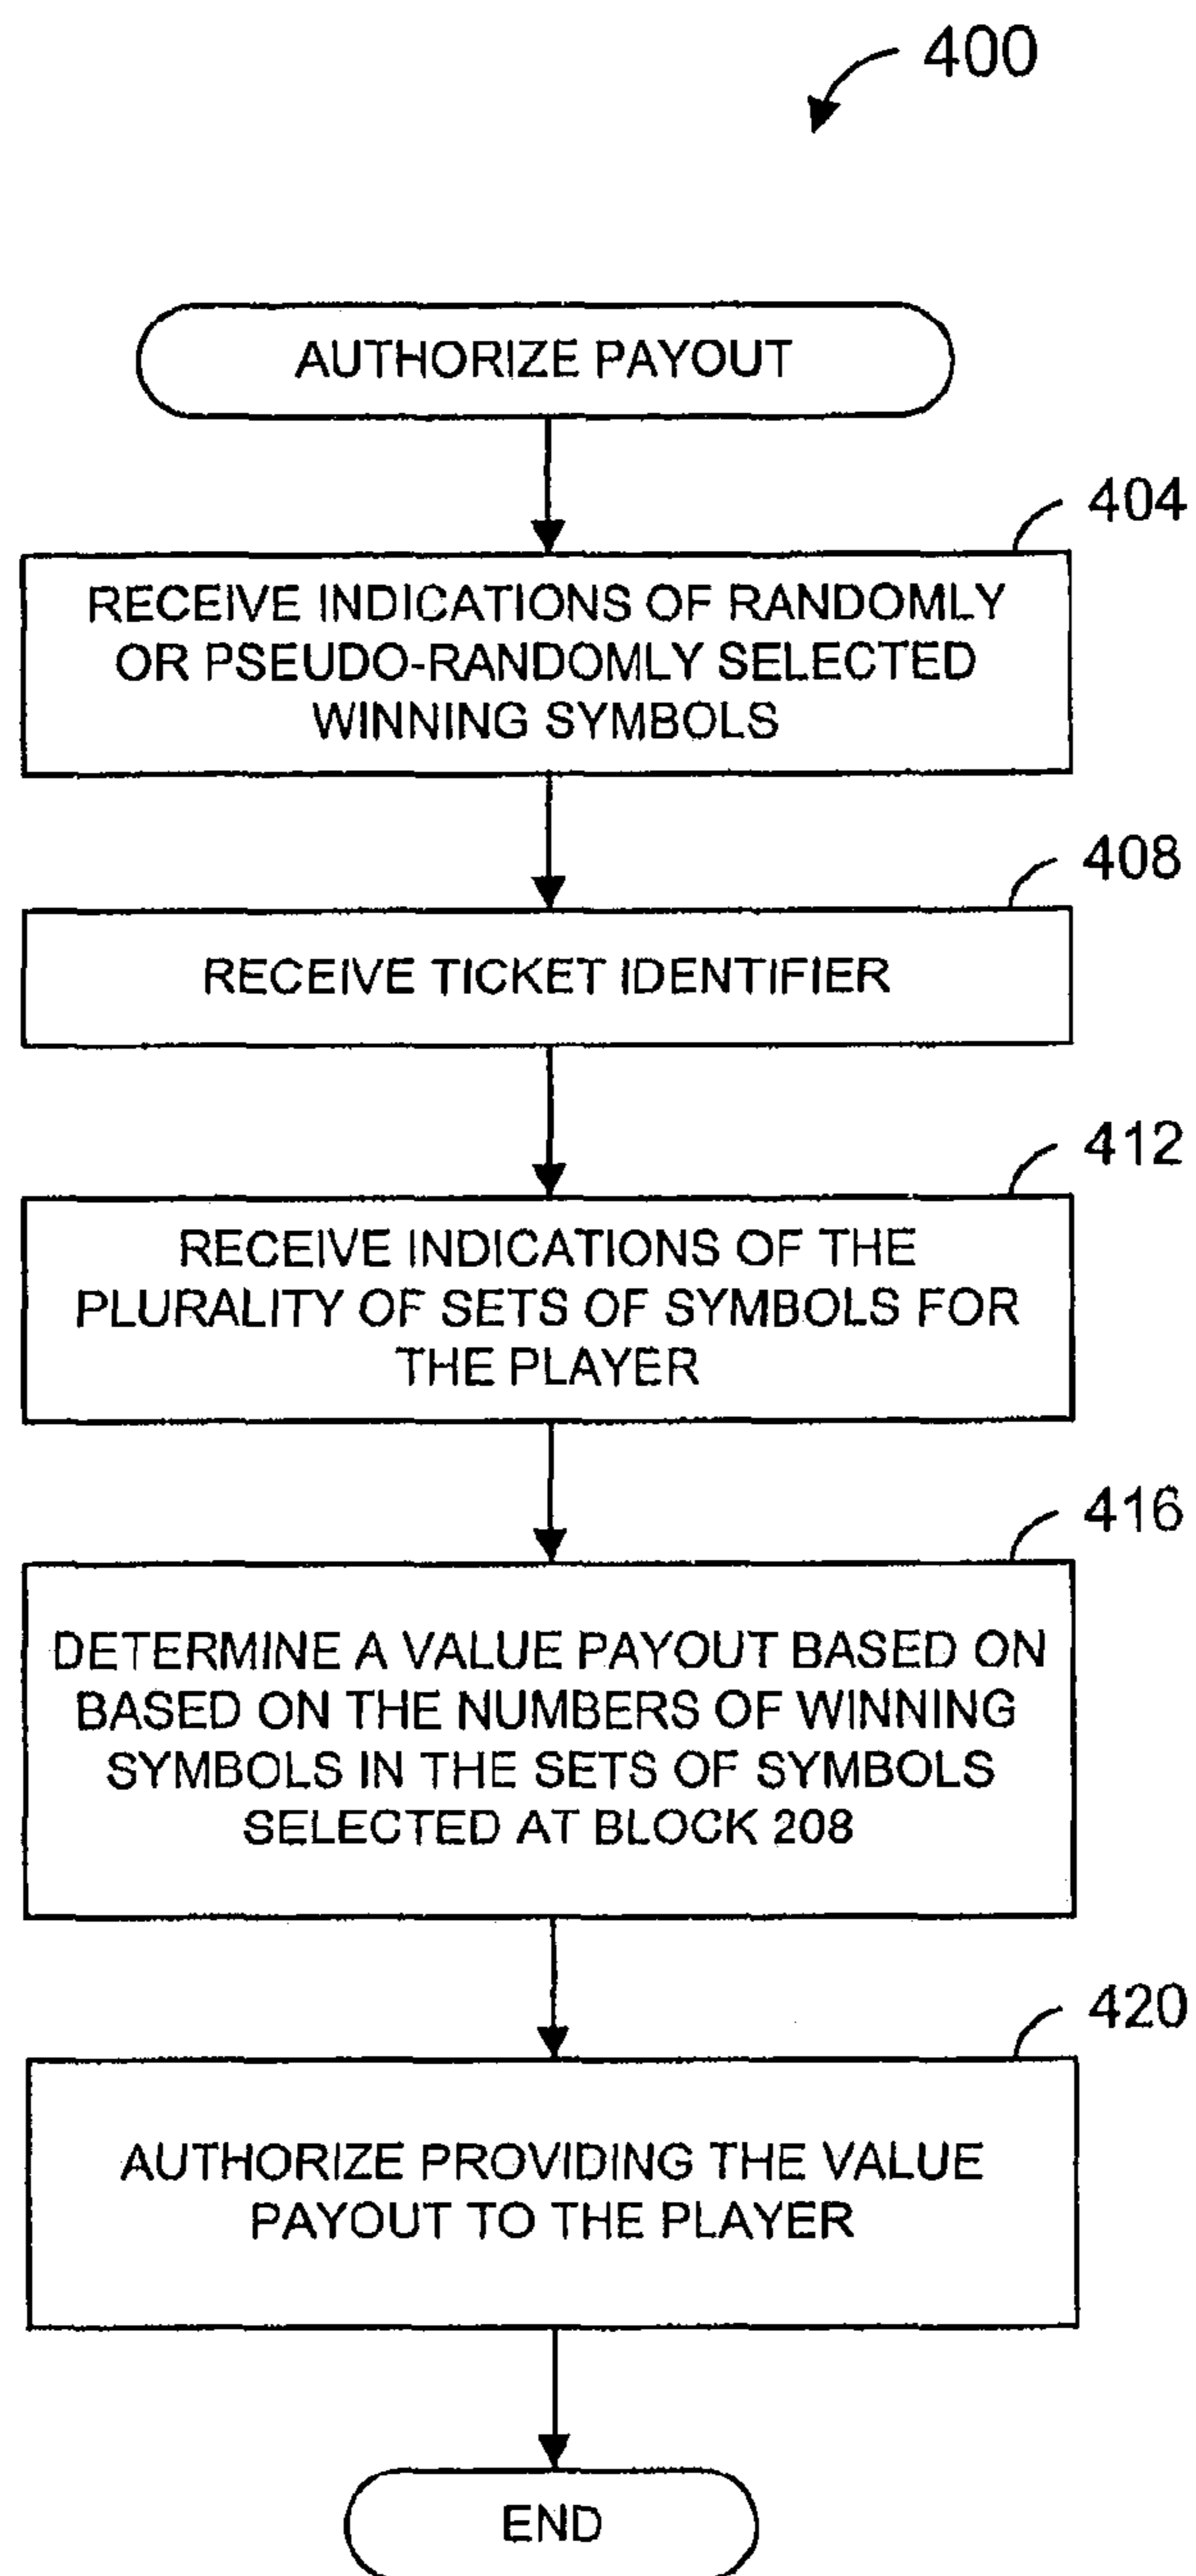 400
AUTHORIZE PAYOUT
404
RECEIVE INDICATIONS OF RANDOMLY
OR PSEUDO-RANDOMLY SELECTED
WINNING SYMBOLS
408
RECEIVE TICKET IDENTIFIER
412
RECEIVE INDICATIONS OF THE
PLURALITY OF SETS OF SYMBOLS FOR
THE PLAYER
416
DETERMINE A VALUE PAYOUT BASED ON
BASED ON THE NUMBERS OF WINNING
SYMBOLS IN THE SETS OF SYMBOLS
SELECTED AT BLOCK 208
420
AUTHORIZE PROVIDING THE VALUE
PAYOUT TO THE PLAYER
END